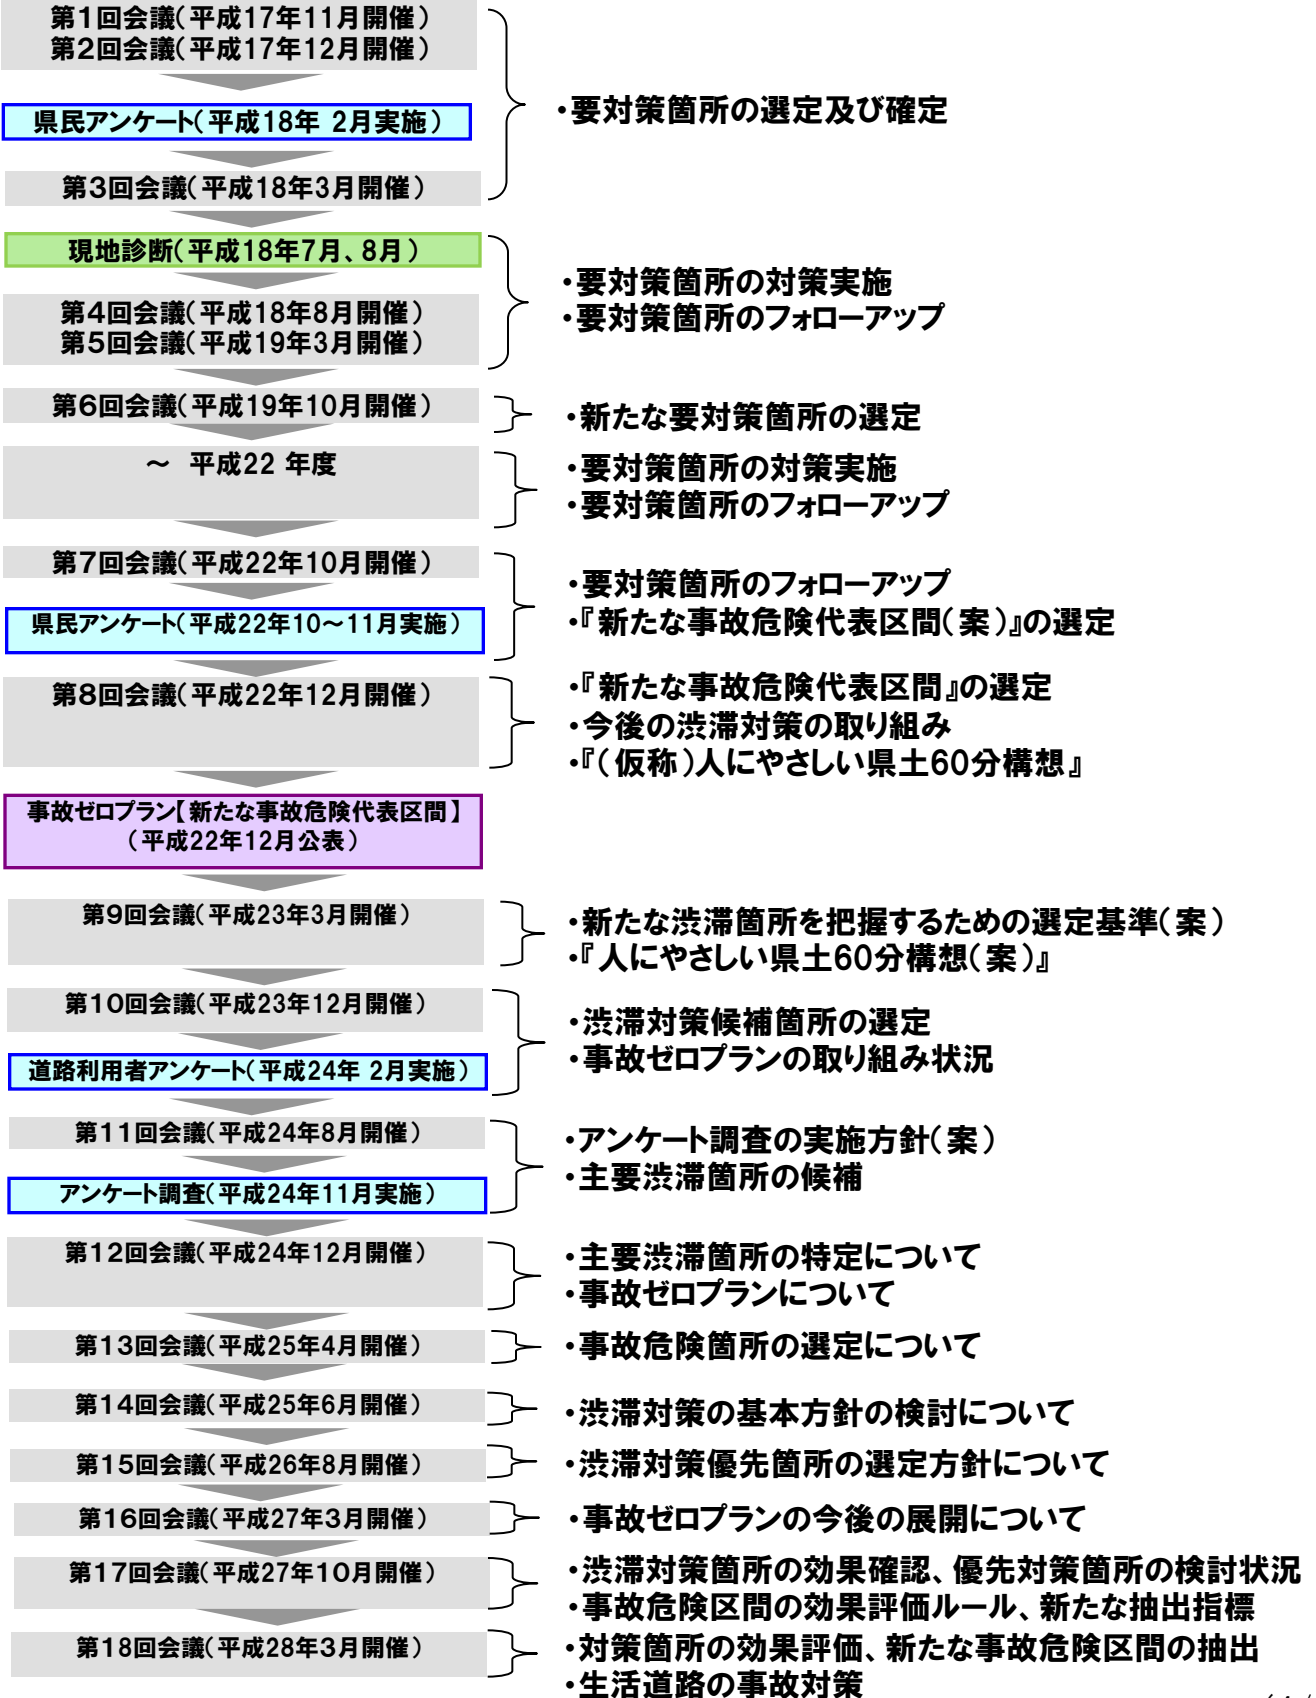 第1回会議(平成17年11月開催)
第2回会議(平成17年12月開催)
県民アンケート(平成18年 2月実施)
第3回会議(平成18年3月開催)
・要対策箇所の選定及び確定
現地診断(平成18年7月、8月)
第4回会議(平成18年8月開催)
第5回会議(平成19年3月開催)
・要対策箇所の対策実施
・要対策箇所のフォローアップ
第6回会議(平成19年10月開催)
・新たな要対策箇所の選定
～ 平成22 年度
・要対策箇所の対策実施
・要対策箇所のフォローアップ
第7回会議(平成22年10月開催)
県民アンケート(平成22年10～11月実施)
・要対策箇所のフォローアップ
・『新たな事故危険代表区間(案)』の選定
第8回会議(平成22年12月開催)
・『新たな事故危険代表区間』の選定
・今後の渋滞対策の取り組み
・『(仮称)人にやさしい県土60分構想』
事故ゼロプラン【新たな事故危険代表区間】
(平成22年12月公表)
第9回会議(平成23年3月開催)
・新たな渋滞箇所を把握するための選定基準(案)
・『人にやさしい県土60分構想(案)』
第10回会議(平成23年12月開催)
道路利用者アンケート(平成24年 2月実施)
・渋滞対策候補箇所の選定
・事故ゼロプランの取り組み状況
第11回会議(平成24年8月開催)
アンケート調査(平成24年11月実施)
・アンケート調査の実施方針(案)
・主要渋滞箇所の候補
第12回会議(平成24年12月開催)
・主要渋滞箇所の特定について
・事故ゼロプランについて
第13回会議(平成25年4月開催)
・事故危険箇所の選定について
第14回会議(平成25年6月開催)
・渋滞対策の基本方針の検討について
第15回会議(平成26年8月開催)
・渋滞対策優先箇所の選定方針について
第16回会議(平成27年3月開催)
・事故ゼロプランの今後の展開について
第17回会議(平成27年10月開催)
・渋滞対策箇所の効果確認、優先対策箇所の検討状況
・事故危険区間の効果評価ルール、新たな抽出指標
第18回会議(平成28年3月開催)
・対策箇所の効果評価、新たな事故危険区間の抽出
・生活道路の事故対策